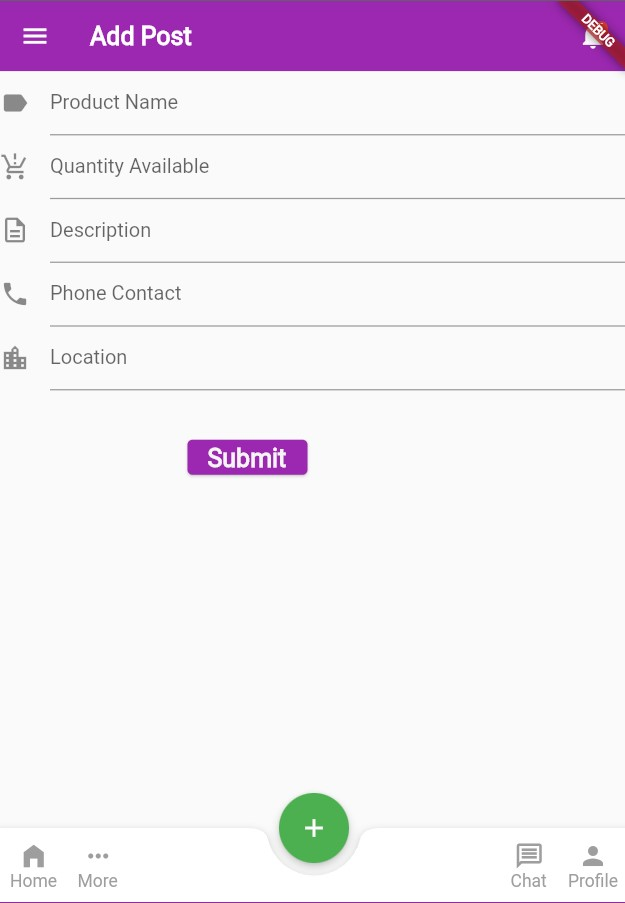 Add Post
DEBUG
Product Name
Quantity Available
Description
Phone Contact
Location
Submit
Home
More
Chat
Profile